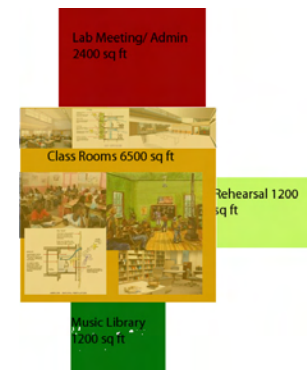 Lab Meeting/ Admin
2400 sq ft
Class Rooms 6500 sq ft
Rehearsal 1200
sq ft
Music Library
1200 sq ft